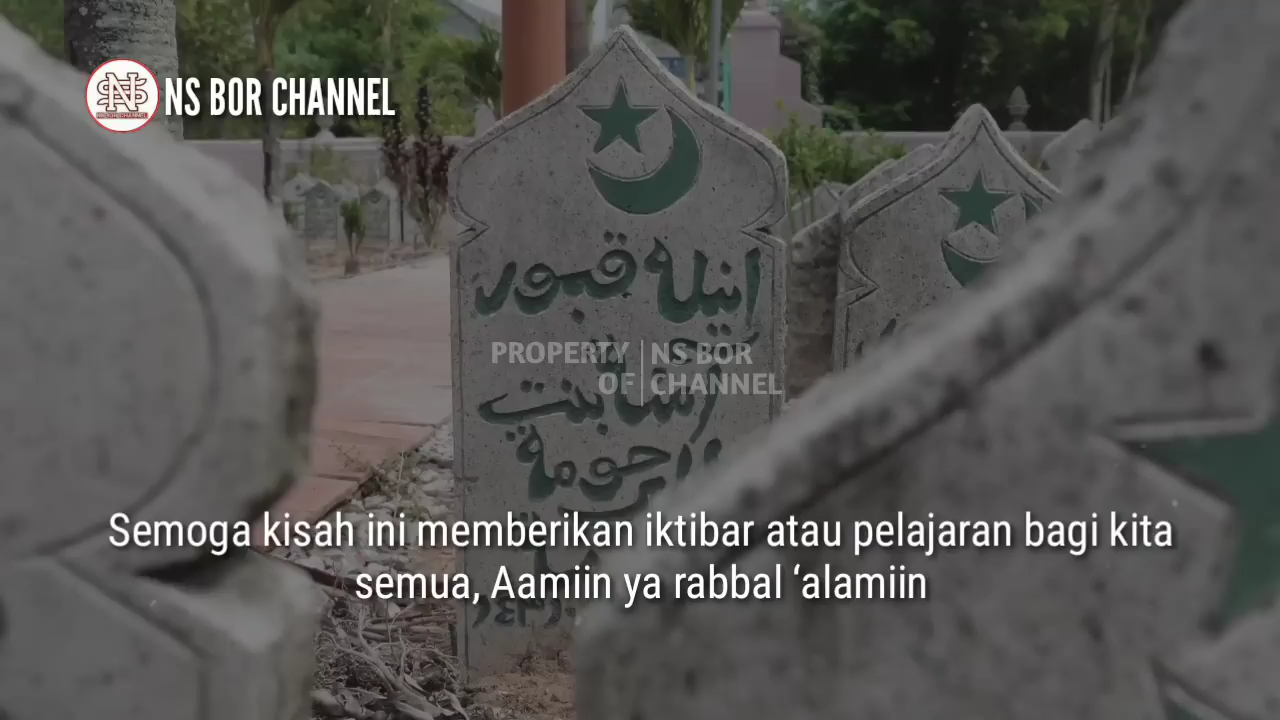 NS BOR CHANNEL
اينله قبور
PROPERTY OF
NS BOR CHANNEL
بنت
Semoga kisah ini memberikan iktibar atau pelajaran bagi kita
semua, Aamiin ya rabbal ‘alamiin